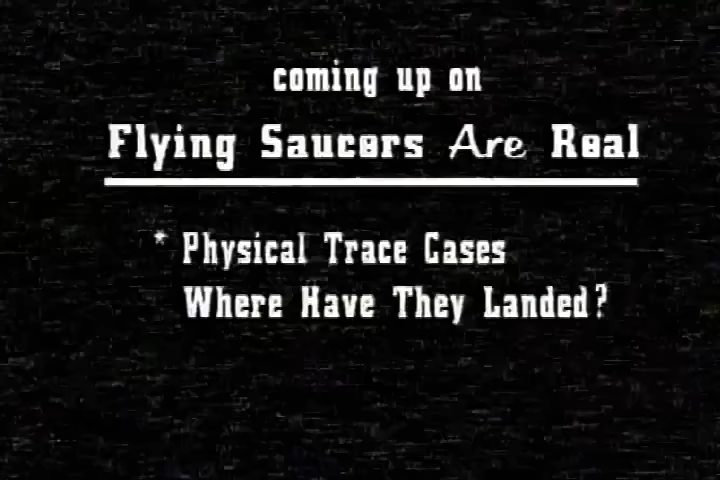 coming up on
Flying Saucers Are Real
* Physical Trace Cases
Where Have They Landed?